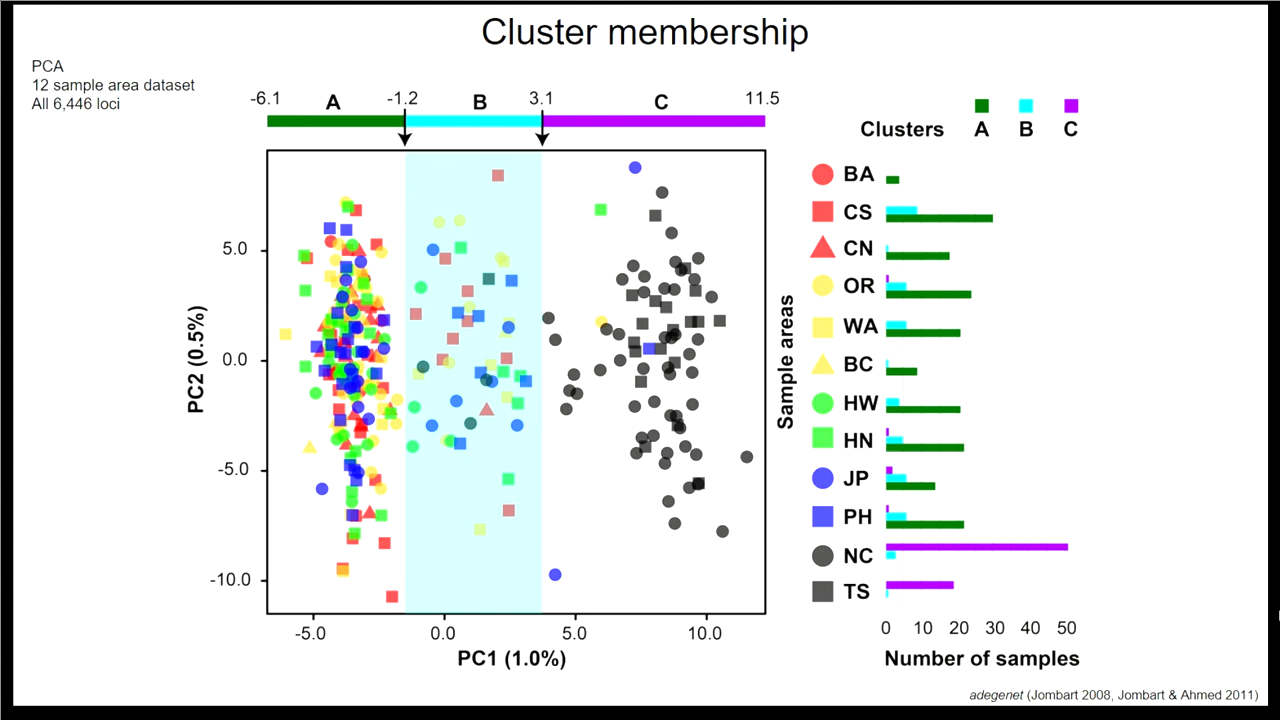 Cluster membership
PCA
12 sample area dataset
All 6,446 loci
-6.1 A -1.2 B 3.1 C 11.5
Clusters A B C
BA
CS
CN
OR
WA
BC
HW
HN
JP
PH
NC
TS
Sample areas
0 10 20 30 40 50
Number of samples
5.0
0.0
-5.0
-10.0
PC2 (0.5%)
-5.0 0.0 5.0 10.0
PC1 (1.0%)
adegenet (Jombart 2008, Jombart & Ahmed 2011)